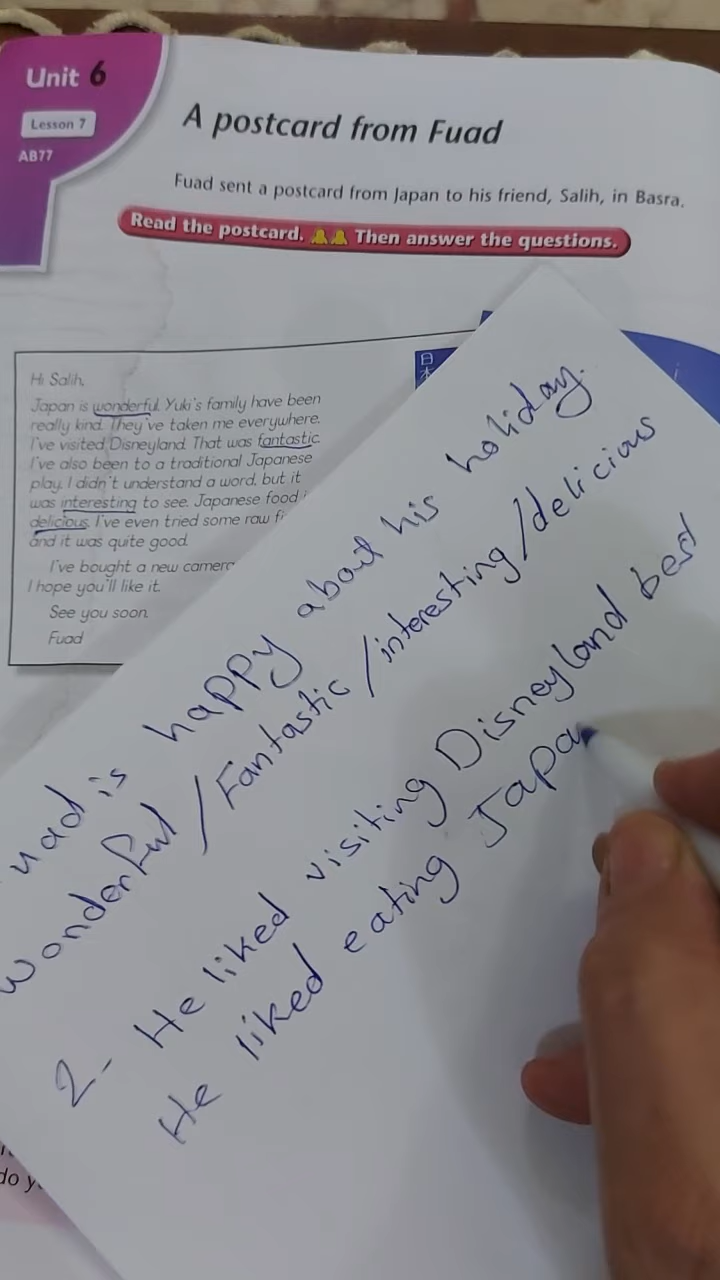 Unit 6
Lesson 7
AB77
A postcard from Fuad
Fuad sent a postcard from Japan to his friend, Salih, in Basra.
Read the postcard. Then answer the questions.
日
本
Hi Salih,
Japan is wonderful. Yuki's family have been
really kind. They've taken me everywhere.
I've visited Disneyland. That was fantastic.
I've also been to a traditional Japanese
play. I didn't understand a word, but it
was interesting to see. Japanese food
delicious. I've even tried some raw
and it was quite good.
I've bought a new camer
I hope you'll like it.
See you soon.
Fuad
uad is happy about his holiday.
wonderful / Fantastic / interesting / delicious
2- He liked visiting Disneyland best
He liked eating Japa
do y